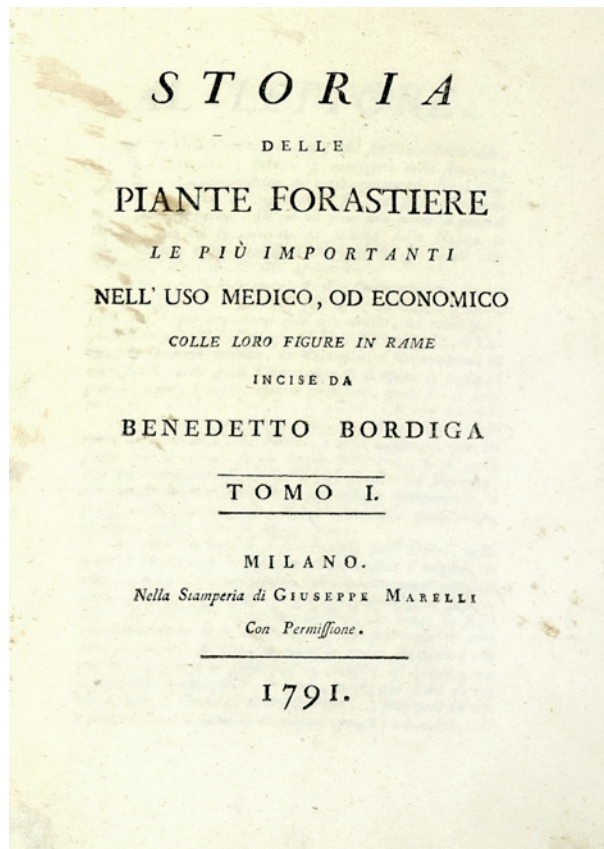 STORIA
DELLE
PIANTE FORASTIERE
LE PIÙ IMPORTANTI
NELL' USO MEDICO, OD ECONOMICO
COLLE LORO FIGURE IN RAME
INCISE DA
BENEDETTO BORDIGA
TOMO I.
MILANO.
Nella Stamperia di GIUSEPPE MARELLI
Con Permiſſione.
1791.